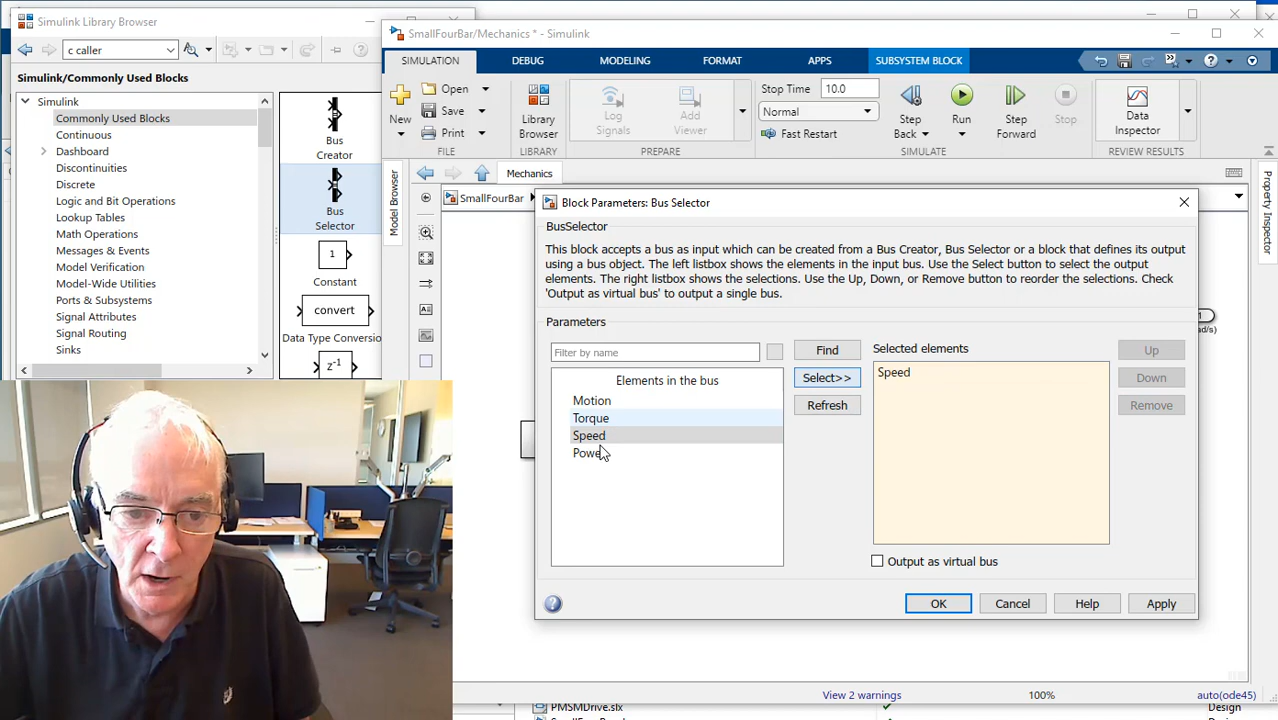 Simulink Library Browser
c caller
Simulink/Commonly Used Blocks
Simulink
Commonly Used Blocks
Continuous
Dashboard
Discontinuities
Discrete
Logic and Bit Operations
Lookup Tables
Math Operations
Messages & Events
Model Verification
Model-Wide Utilities
Ports & Subsystems
Signal Attributes
Signal Routing
Sinks
Bus
Creator
Bus
Selector
1
Constant
convert
Data Type Conversio
z-1
SmallFourBar/Mechanics * - Simulink
SIMULATION
DEBUG
MODELING
FORMAT
APPS
SUBSYSTEM BLOCK
New
Open
Save
Print
FILE
Library
Browser
LIBRARY
Log
Signals
Add
Viewer
PREPARE
Stop Time
10.0
Normal
Fast Restart
Step
Back
Run
Step
Forward
Stop
SIMULATE
Data
Inspector
REVIEW RESULTS
Mechanics
Model Browser
SmallFourBar
Property Inspector
Block Parameters: Bus Selector
BusSelector
This block accepts a bus as input which can be created from a Bus Creator, Bus Selector or a block that defines its output
using a bus object. The left listbox shows the elements in the input bus. Use the Select button to select the output
elements. The right listbox shows the selections. Use the Up, Down, or Remove button to reorder the selections. Check
'Output as virtual bus' to output a single bus.
Parameters
Filter by name
Find
Selected elements
Up
Elements in the bus
Select>>
Speed
Down
Motion
Refresh
Remove
Torque
Speed
Power
Output as virtual bus
OK
Cancel
Help
Apply
1
ad/s)
View 2 warnings
100%
auto(ode45)
PMSMDrive.slx
Design